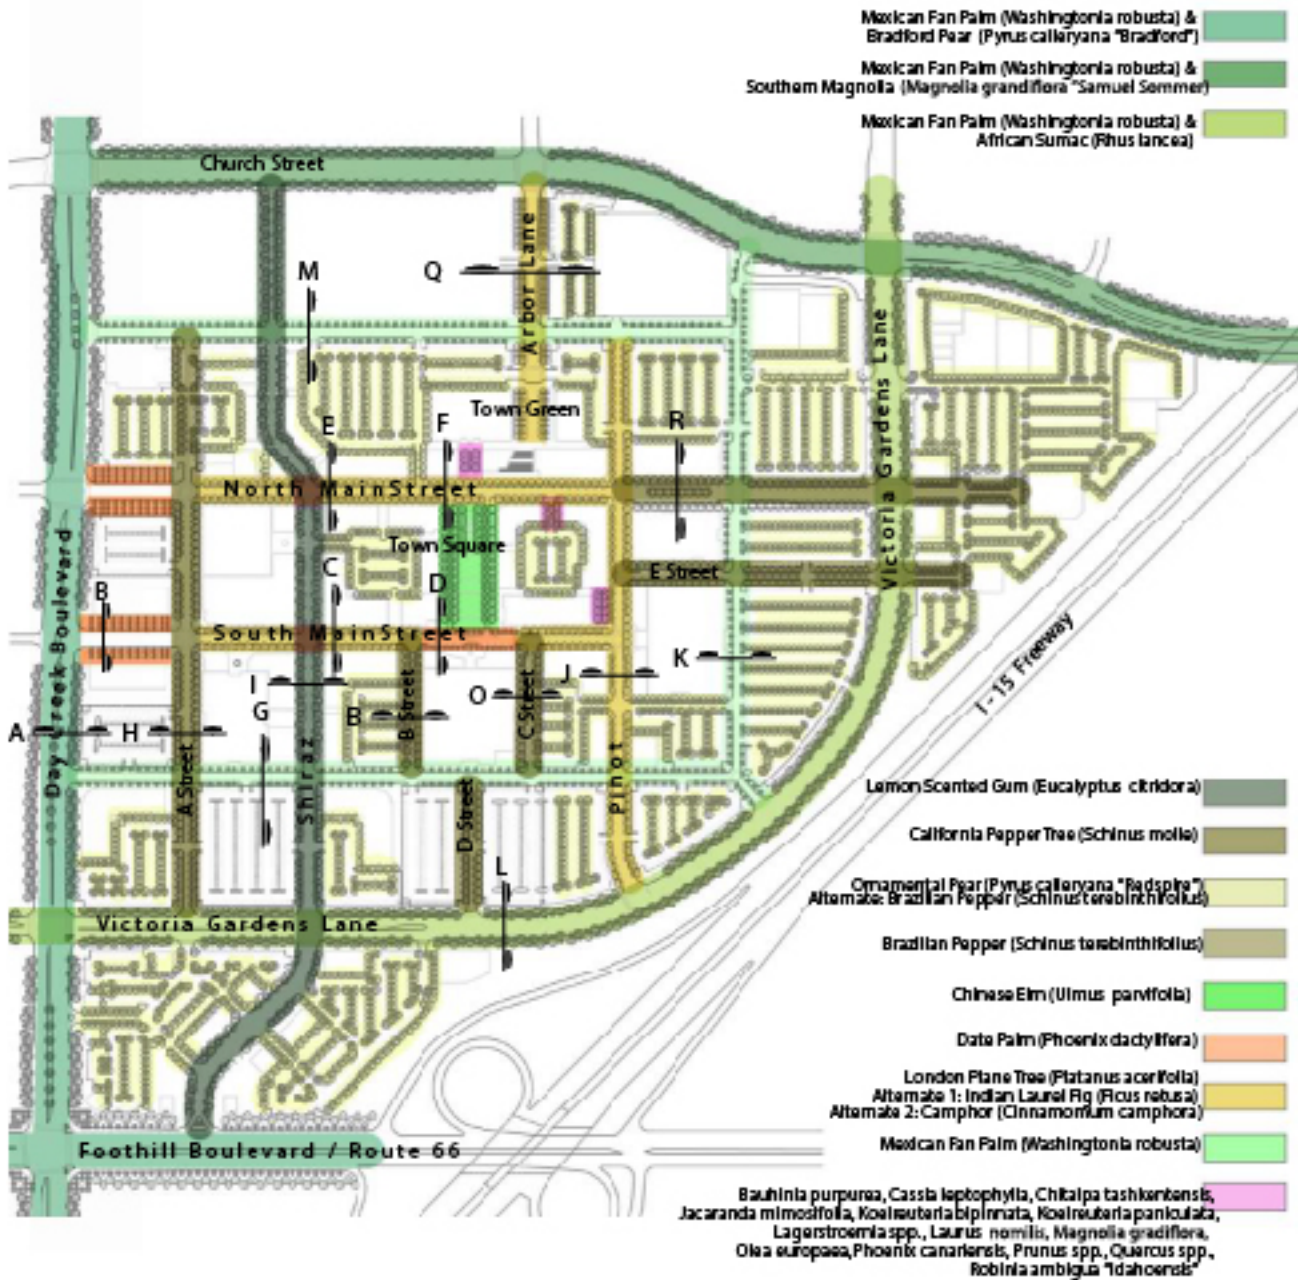 Mexican Fan Palm (Washingtonia robusta) &
Bradford Pear (Pyrus calleryana "Bradford")
Mexican Fan Palm (Washingtonia robusta) &
Southern Magnolia (Magnolia grandiflora "Samuel Sommer)
Mexican Fan Palm (Washingtonia robusta) &
African Sumac (Rhus lancea)
Church Street
Arbor Lane
M
Q
Victoria Gardens Lane
Town Green
E
F
R
North Main Street
Town Square
Day Creek Boulevard
B
C
D
E Street
South Main Street
I - 15 Freeway
K
J
I
O
G
B
B Street
C Street
A
H
A Street
Shiraz
Pinot
D Street
L
Victoria Gardens Lane
Foothill Boulevard / Route 66
Lemon Scented Gum (Eucalyptus citridora)
California Pepper Tree (Schinus molle)
Ornamental Pear (Pyrus calleryana "Redspire")
Alternate: Brazilian Pepper (Schinus terebinthifolius)
Brazilian Pepper (Schinus terebinthifolius)
Chinese Elm (Ulmus parvifolia)
Date Palm (Phoenix dactylifera)
London Plane Tree (Platanus acerifolia)
Alternate 1: Indian Laurel Fig (Ficus retusa)
Alternate 2: Camphor (Cinnamomum camphora)
Mexican Fan Palm (Washingtonia robusta)
Bauhinia purpurea, Cassia leptophylla, Chitalpa tashkentensis,
Jacaranda mimosifolia, Koelreuteria bipinnata, Koelreuteria paniculata,
Lagerstroemia spp., Laurus nomilis, Magnolia gradiflora,
Olea europaea, Phoenix canariensis, Prunus spp., Quercus spp.,
Robinia ambigua "Idahoensis"